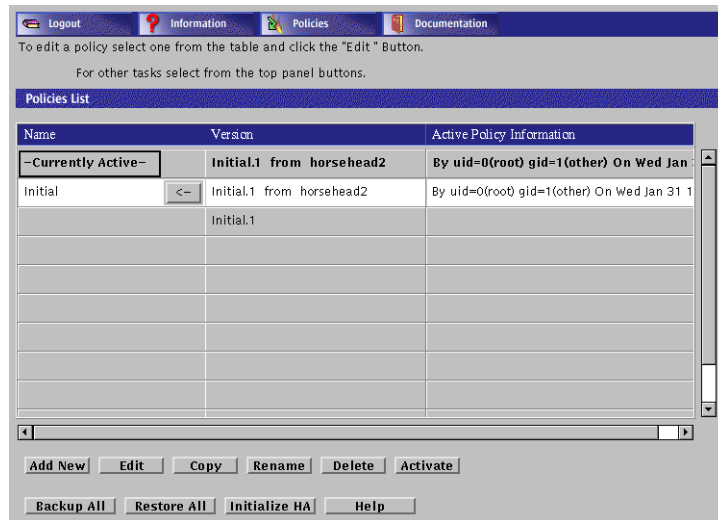 Logout Information Policies Documentation
To edit a policy select one from the table and click the "Edit " Button.
For other tasks select from the top panel buttons.
Policies List
Name Version Active Policy Information
-Currently Active- Initial.1 from horsehead2 By uid=0(root) gid=1(other) On Wed Jan
Initial <- Initial.1 from horsehead2 By uid=0(root) gid=1(other) On Wed Jan 31 1
Initial.1
Add New Edit Copy Rename Delete Activate
Backup All Restore All Initialize HA Help